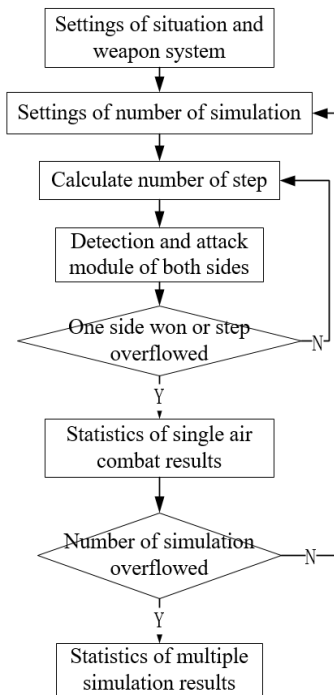 Settings of situation and
weapon system
Settings of number of simulation
Calculate number of step
Detection and attack
module of both sides
One side won or step
overflowed
N
Y
Statistics of single air
combat results
Number of simulation
overflowed
N
Y
Statistics of multiple
simulation results